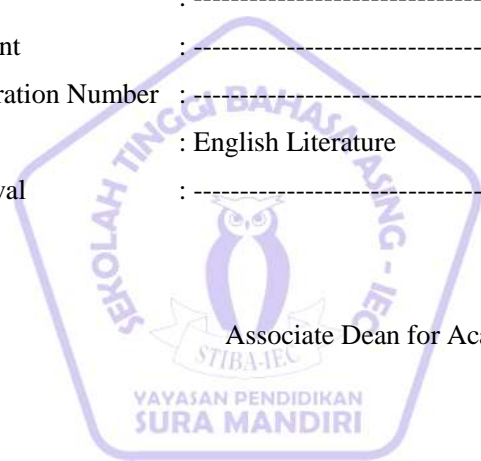 : --------------------------------
nt : --------------------------------
ration Number : --------------------------------
: English Literature
val : --------------------------------
SEKOLAH TINGGI BAHASA ASING - IEC
Associate Dean for Aca
STIBA-IEC
YAYASAN PENDIDIKAN
SURA MANDIRI